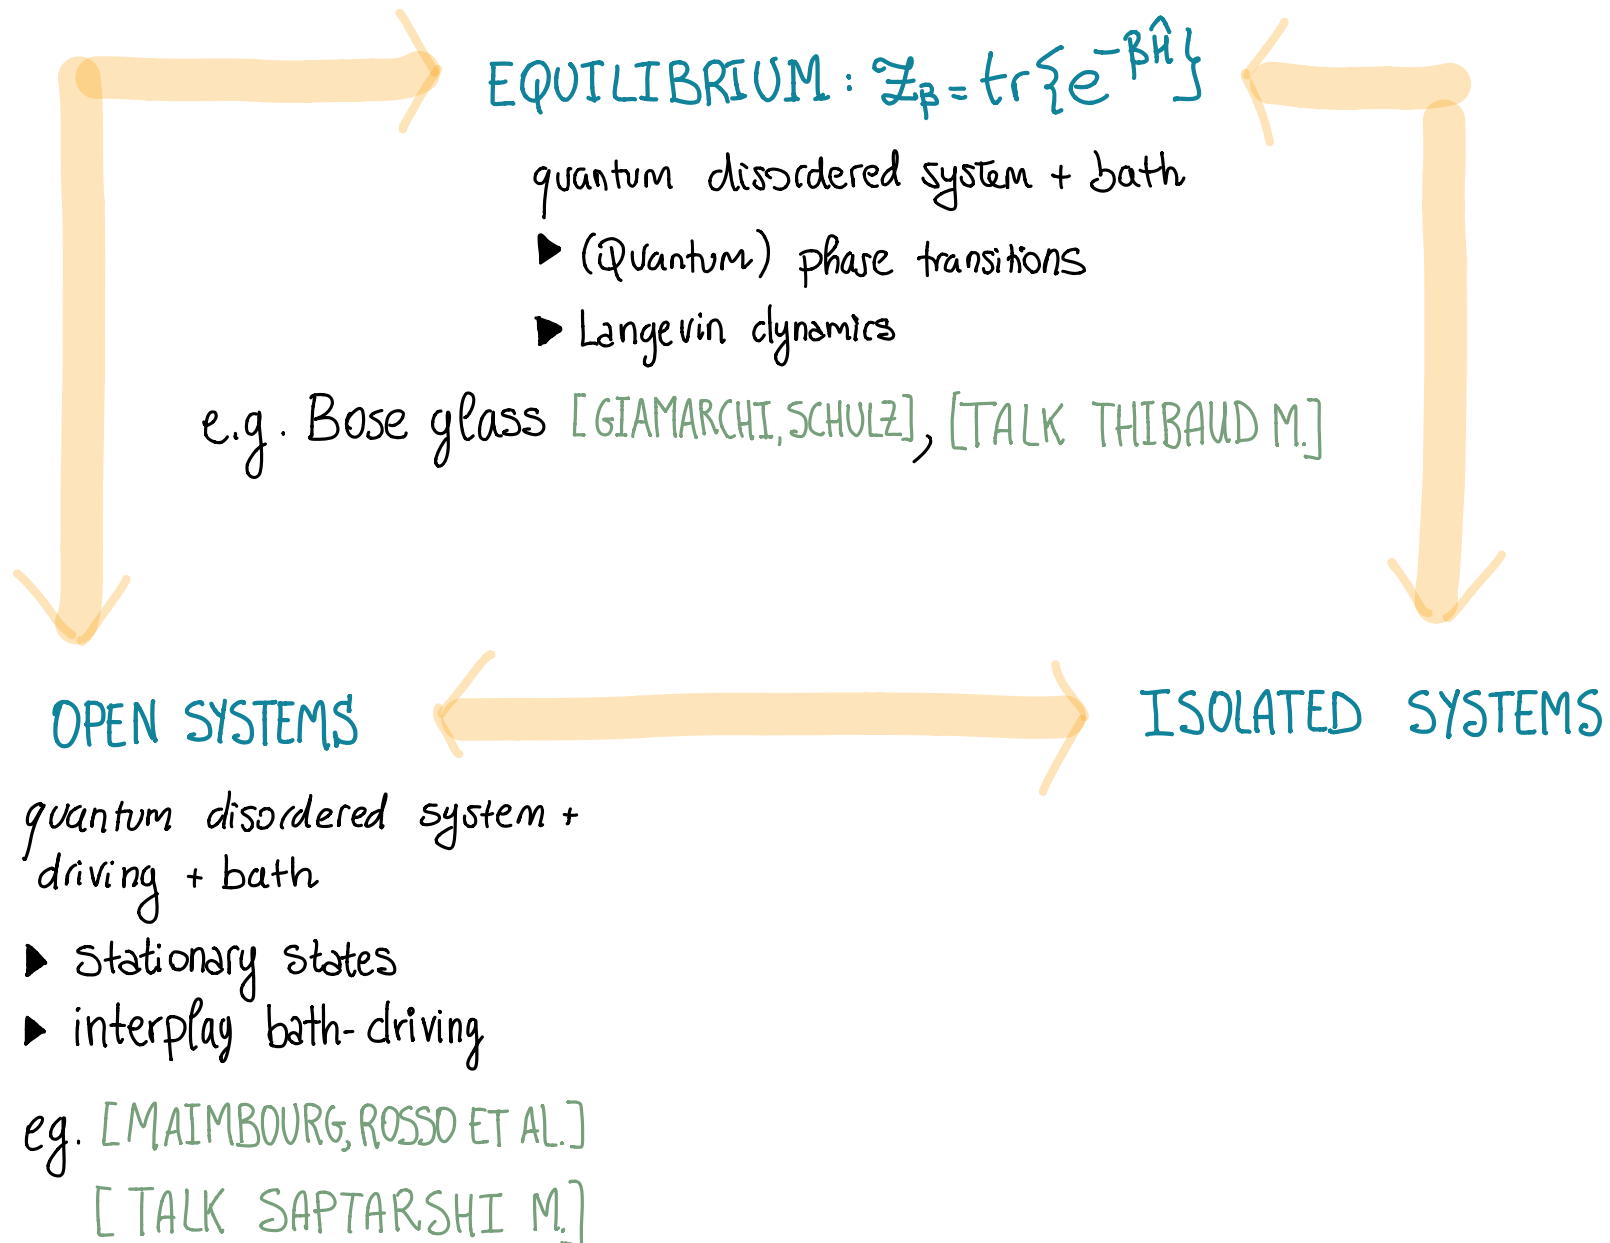 EQUILIBRIUM : Z_β = tr{e^{-βĤ}}
quantum disordered system + bath
▶ (Quantum) phase transitions
▶ Langevin dynamics
e.g. Bose glass [GIAMARCHI, SCHULZ], [TALK THIBAUD M.]
OPEN SYSTEMS
ISOLATED SYSTEMS
quantum disordered system +
driving + bath
▶ stationary states
▶ interplay bath-driving
eg. [MAIMBOURG, ROSSO ET AL.]
[TALK SAPTARSHI M.]